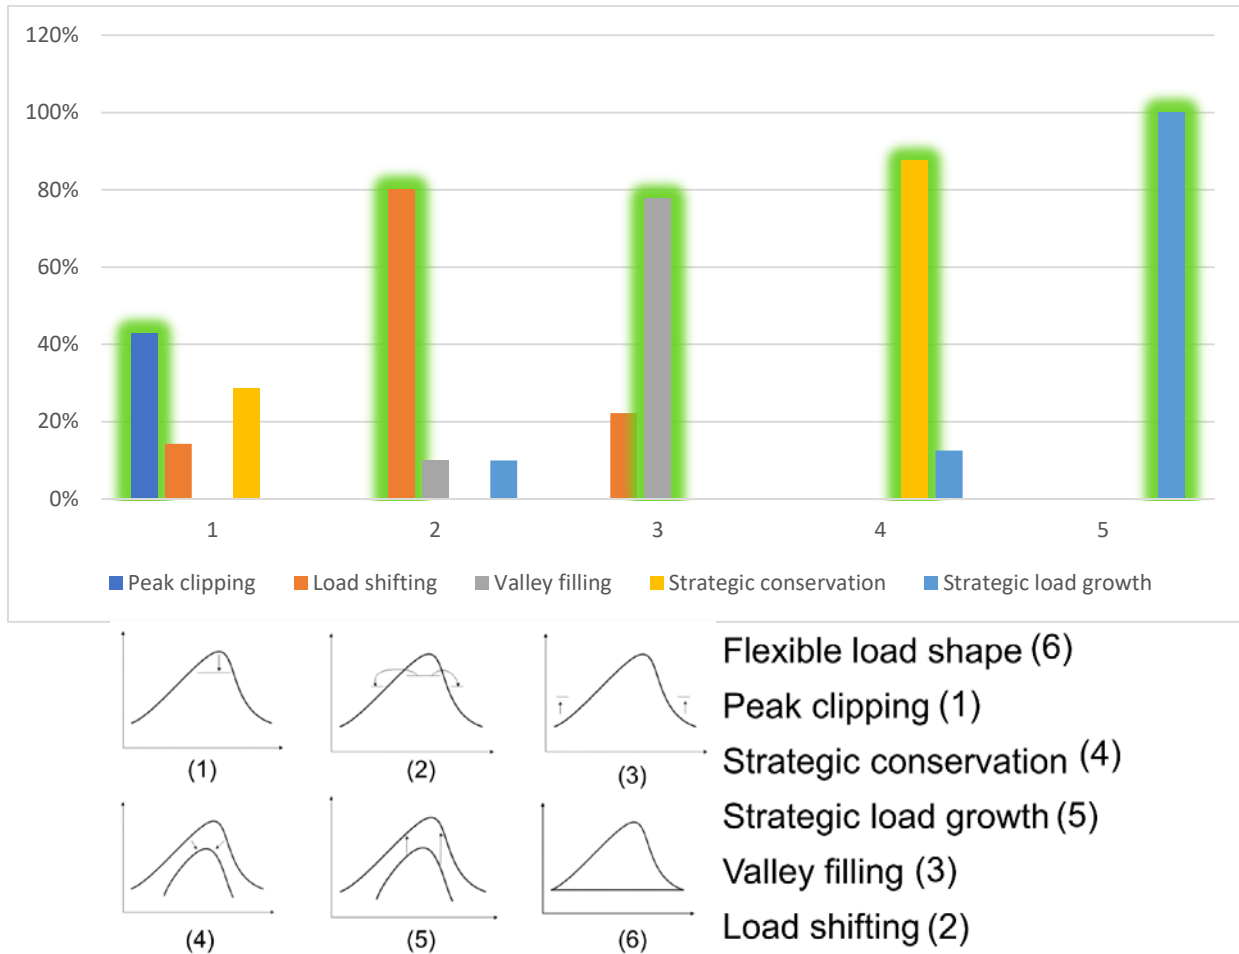 120%
100%
80%
60%
40%
20%
0%
1 2 3 4 5
Peak clipping Load shifting Valley filling Strategic conservation Strategic load growth
(1) (2) (3)
(4) (5) (6)
Flexible load shape (6)
Peak clipping (1)
Strategic conservation (4)
Strategic load growth (5)
Valley filling (3)
Load shifting (2)